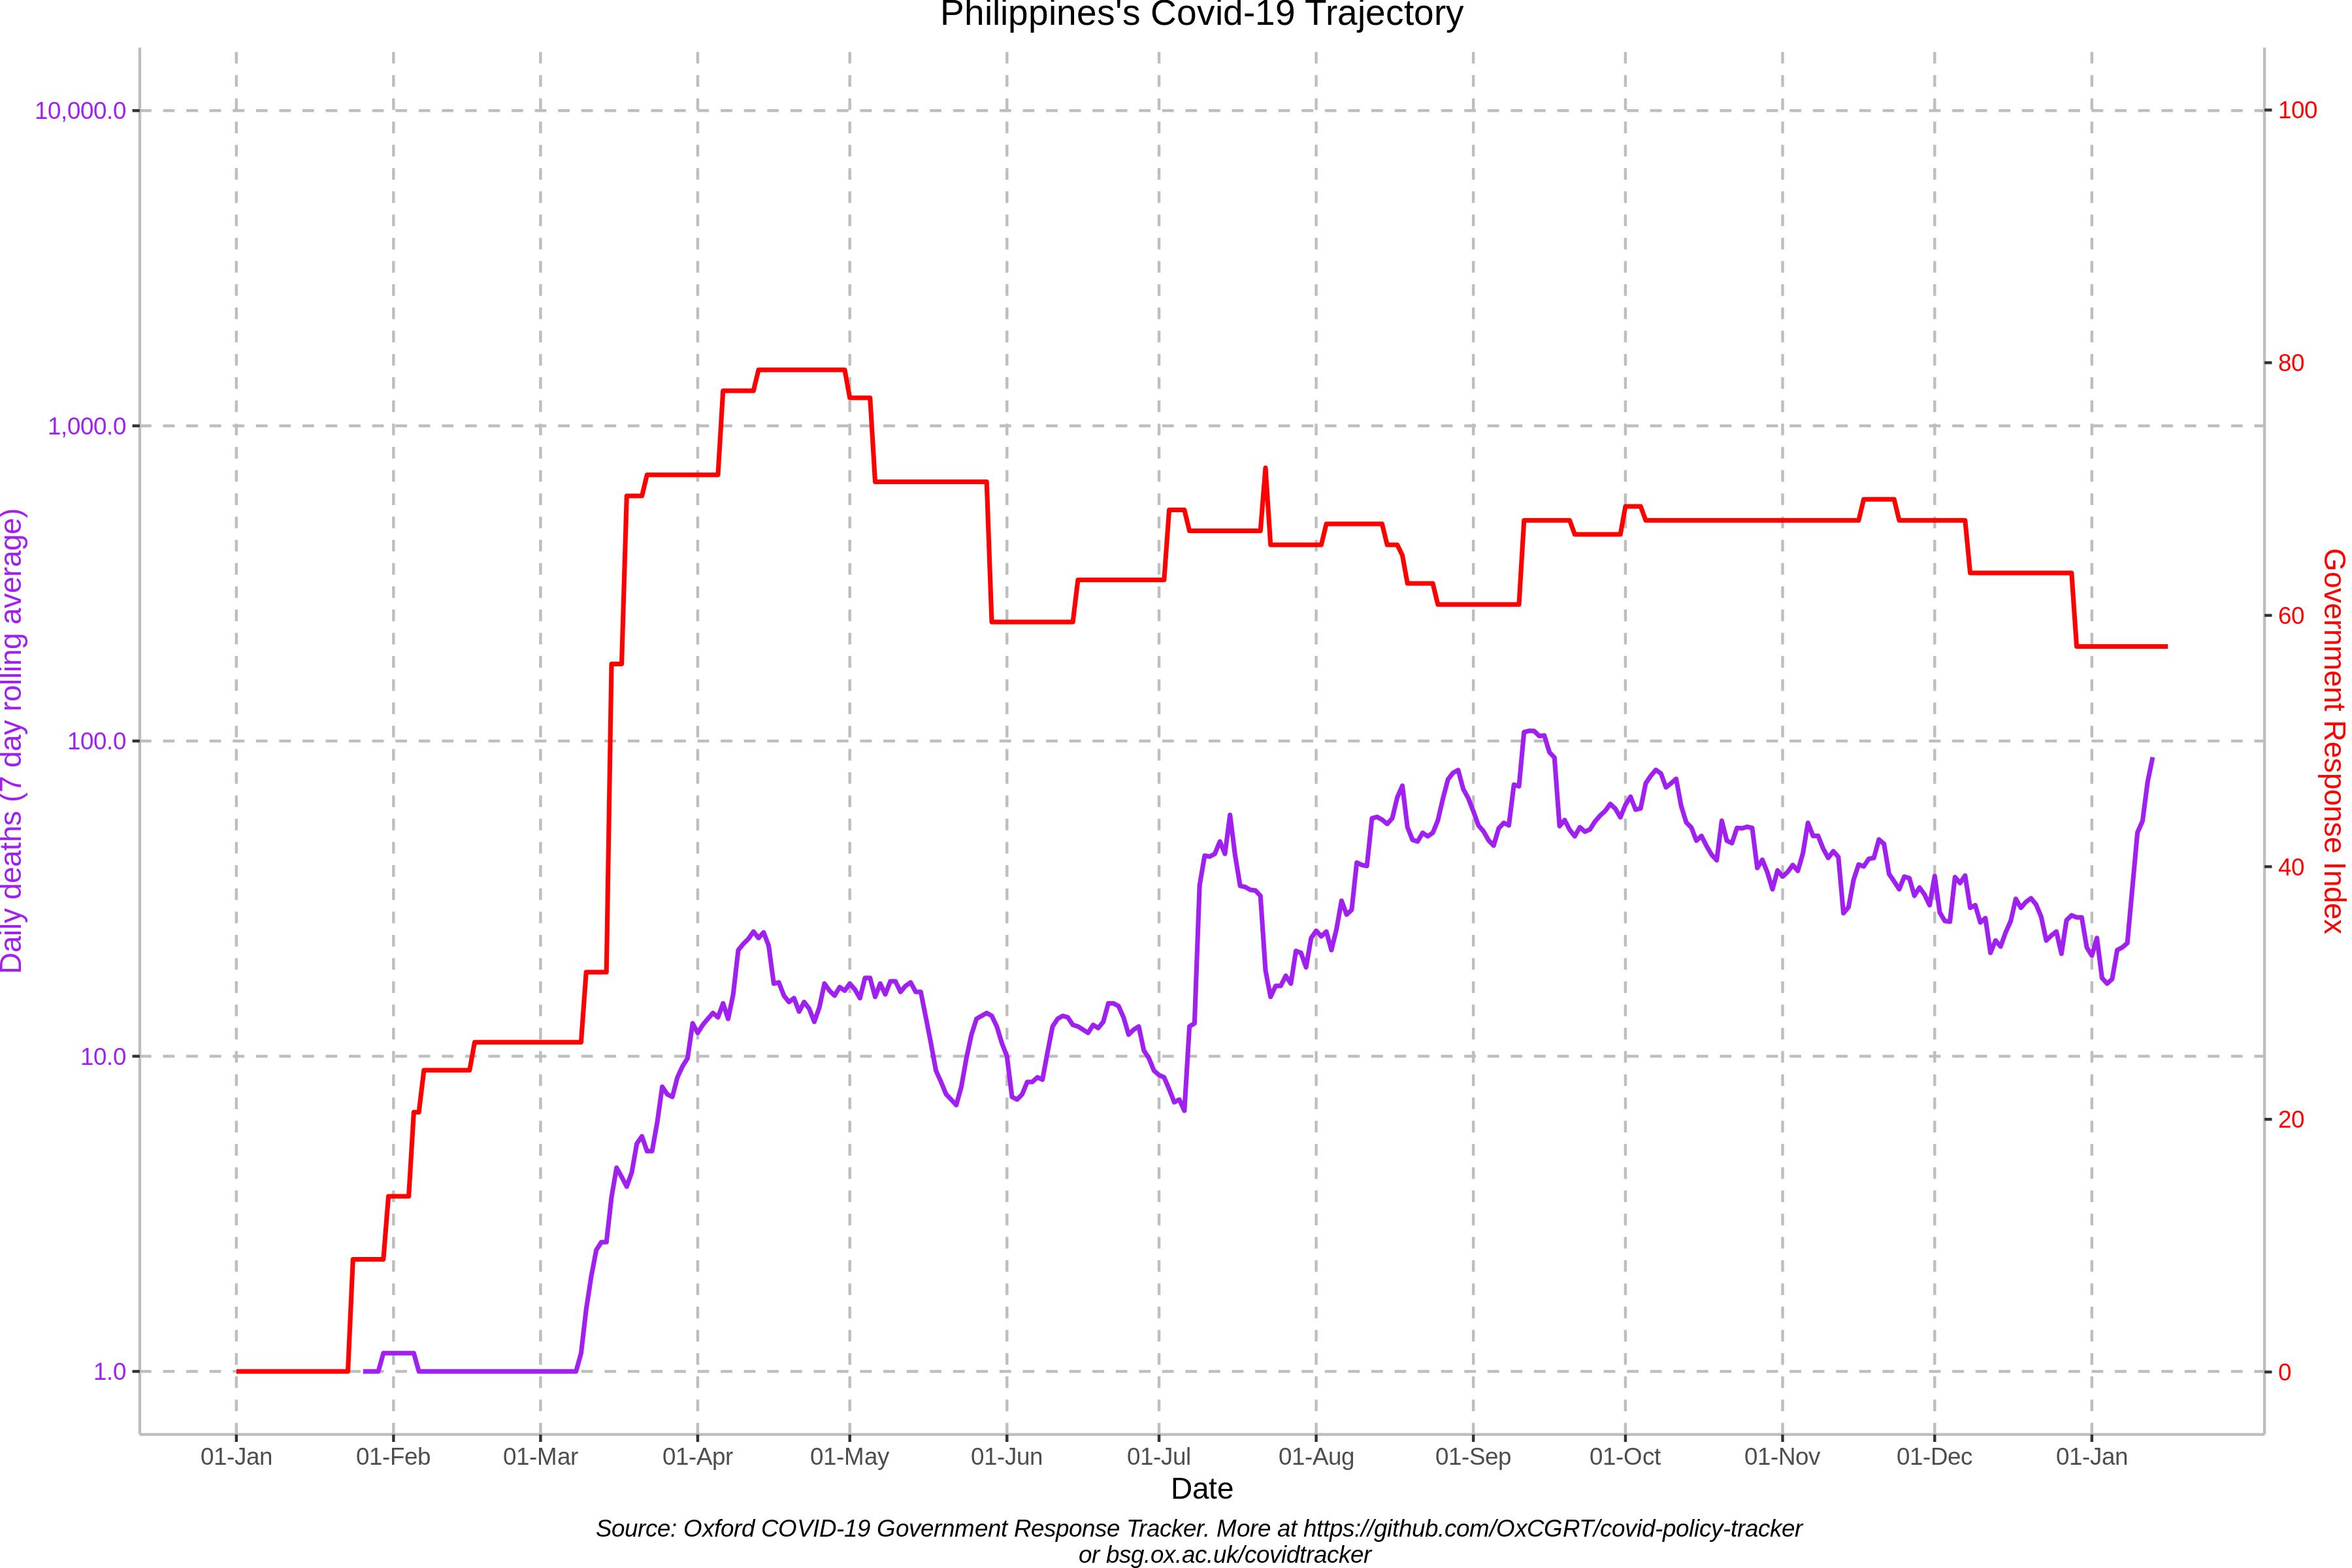 Philippines's Covid-19 Trajectory
10,000.0
1,000.0
100.0
10.0
1.0
Daily deaths (7 day rolling average)
100
80
60
40
20
0
Government Response Index
01-Jan 01-Feb 01-Mar 01-Apr 01-May 01-Jun 01-Jul 01-Aug 01-Sep 01-Oct 01-Nov 01-Dec 01-Jan
Date
Source: Oxford COVID-19 Government Response Tracker. More at https://github.com/OxCGRT/covid-policy-tracker
or bsg.ox.ac.uk/covidtracker